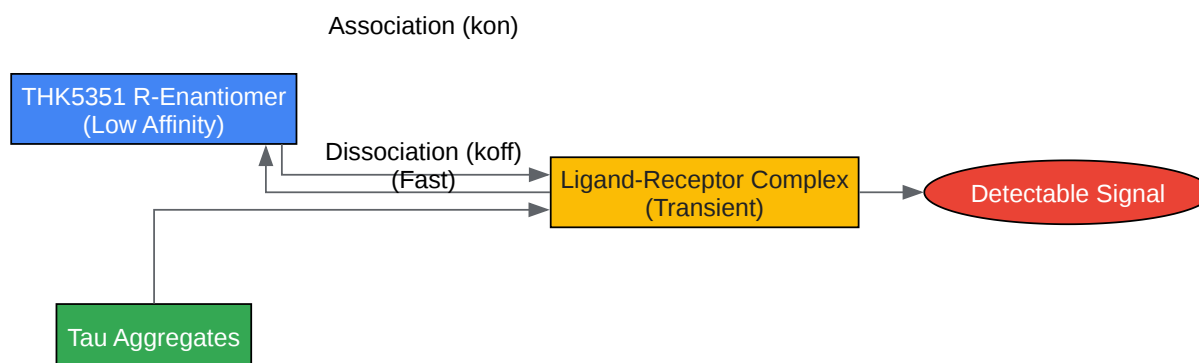 Association (kon)
THK5351 R-Enantiomer
(Low Affinity)
Dissociation (koff)
(Fast)
Ligand-Receptor Complex
(Transient)
Detectable Signal
Tau Aggregates